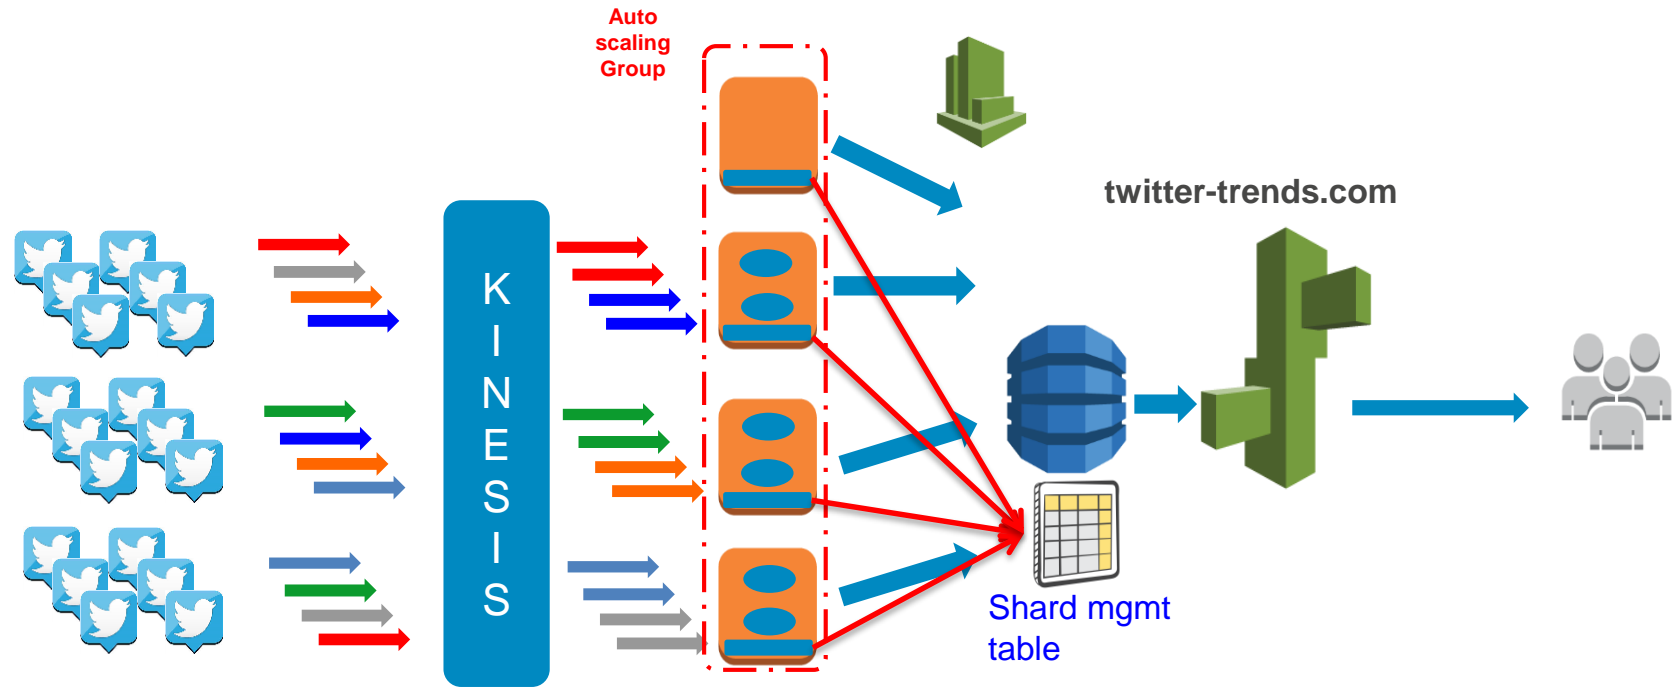 Auto
scaling
Group
twitter-trends.com
K
I
N
E
S
I
S
Shard mgmt
table